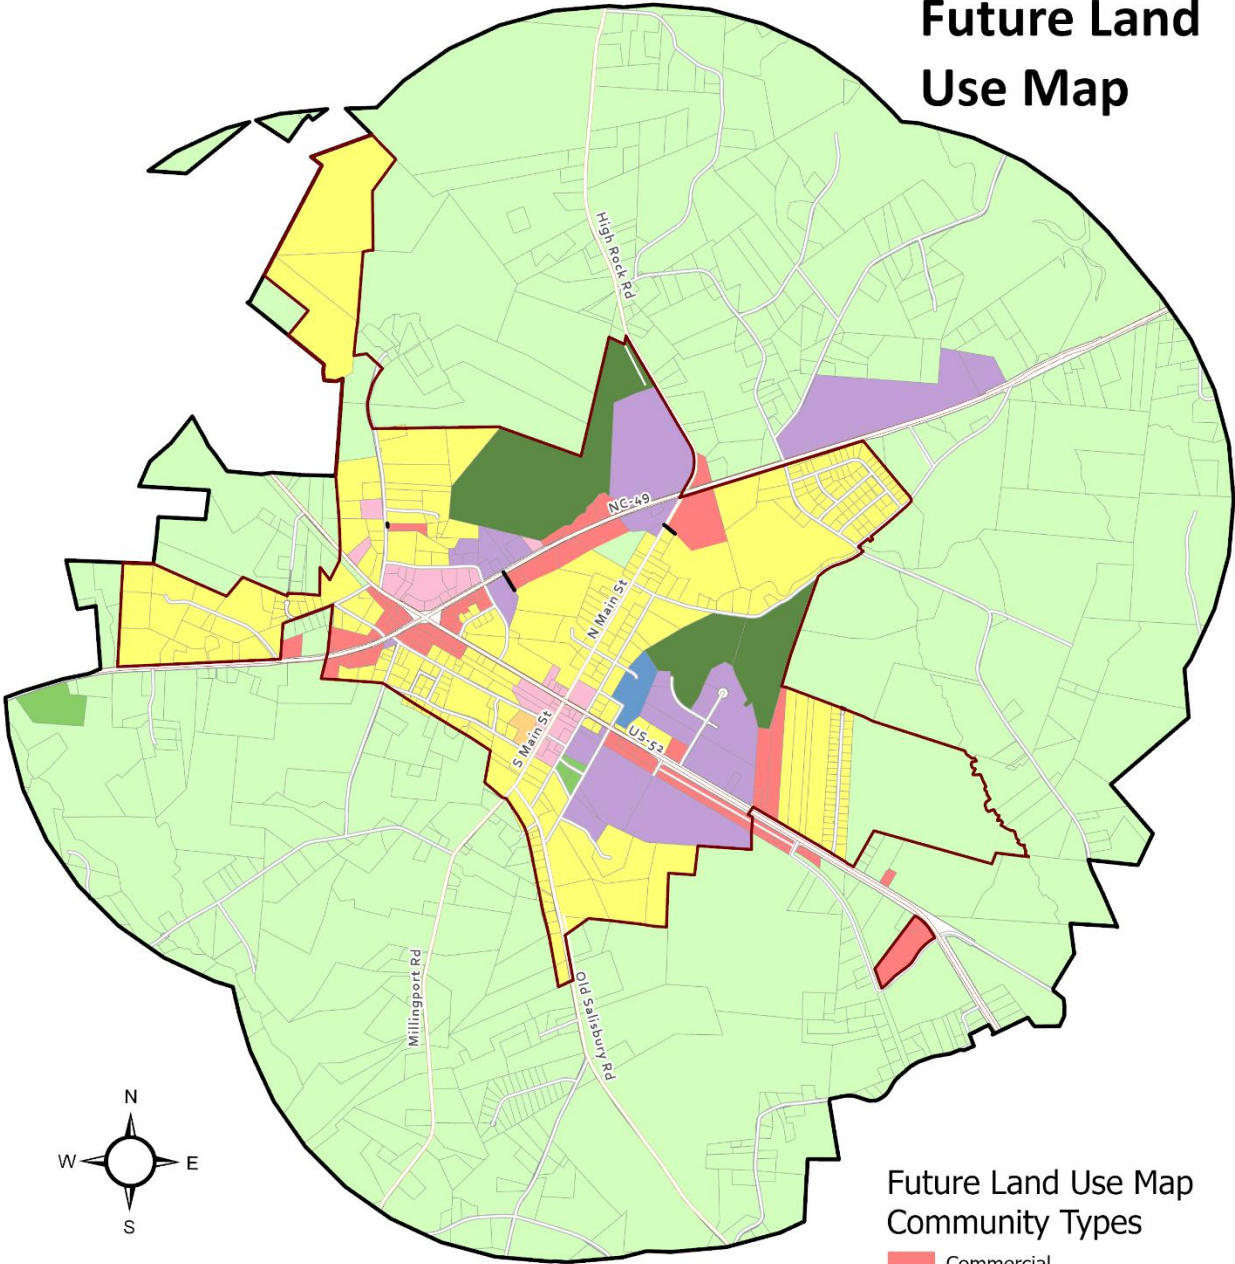 Future Land
Use Map
High Rock Rd
NC-49
N Main St
S Main St
US-52
Millingport Rd
Old Salisbury Rd
N
W
E
S
Future Land Use Map
Community Types
Commercial